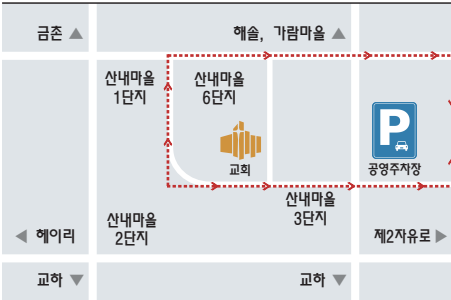 금촌 ▲
해솔, 가람마을 ▲
산내마을
1단지
산내마을
6단지
교회
P
공영주차장
산내마을
2단지
산내마을
3단지
◀ 헤이리
제2자유로 ▶
교하 ▼
교하 ▼